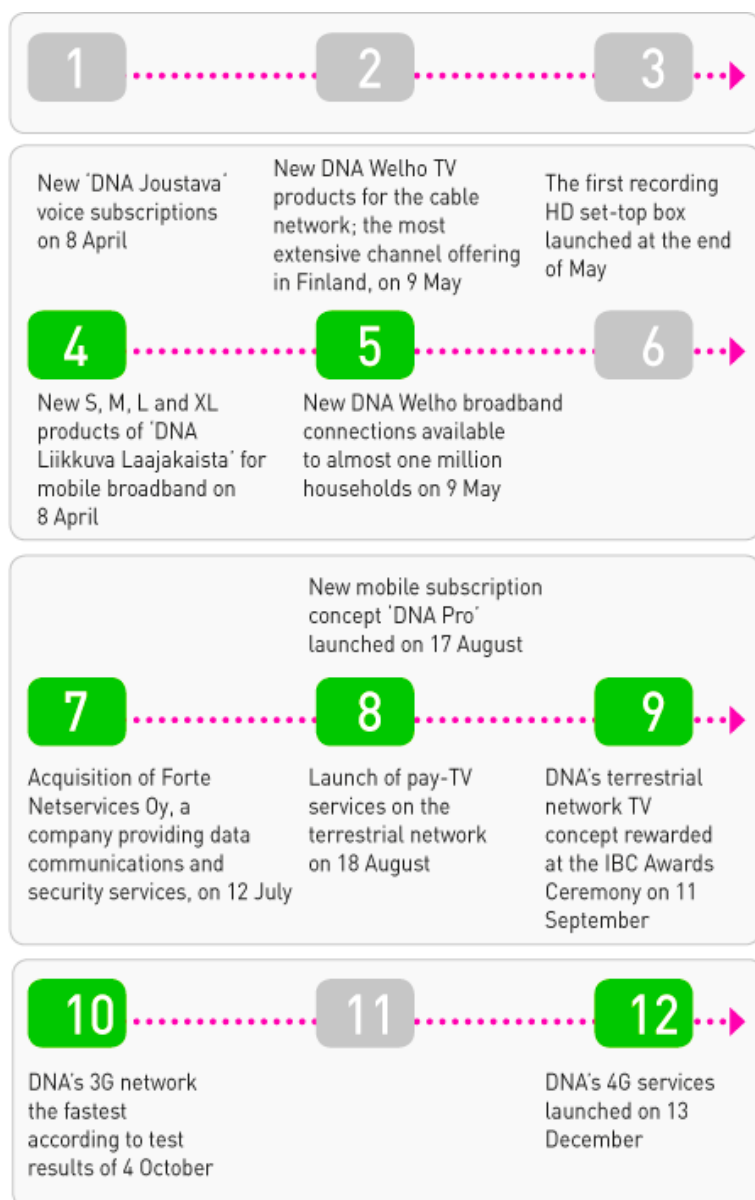 1
2
3
New ‘DNA Joustava’
voice subscriptions
on 8 April
New DNA Welho TV
products for the cable
network; the most
extensive channel offering
in Finland, on 9 May
The first recording
HD set-top box
launched at the end
of May
4
5
6
New S, M, L and XL
products of ‘DNA
Liikkuva Laajakaista’ for
mobile broadband on
8 April
New DNA Welho broadband
connections available
to almost one million
households on 9 May
New mobile subscription
concept ‘DNA Pro’
launched on 17 August
7
8
9
Acquisition of Forte
Netservices Oy, a
company providing data
communications and
security services, on 12 July
Launch of pay-TV
services on the
terrestrial network
on 18 August
DNA’s terrestrial
network TV
concept rewarded
at the IBC Awards
Ceremony on 11
September
10
11
12
DNA’s 3G network
the fastest
according to test
results of 4 October
DNA’s 4G services
launched on 13
December